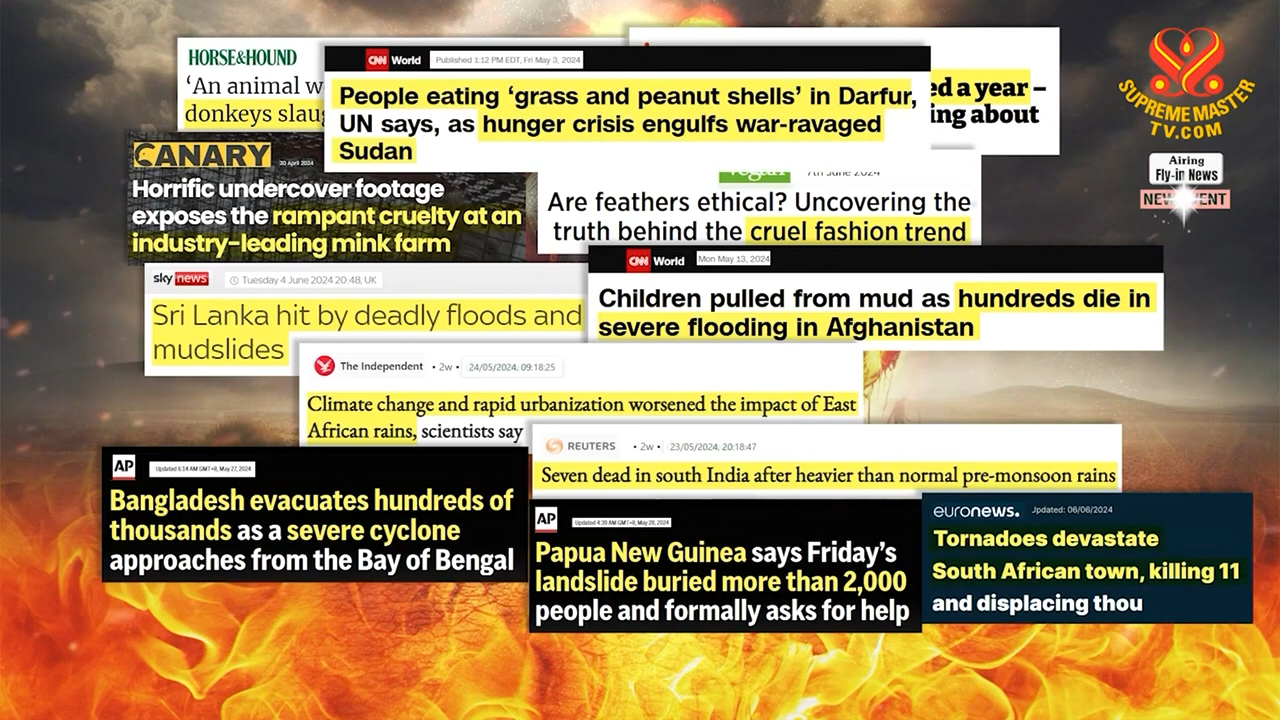 HORSE&HOUND
'An animal w
donkeys slau
CNN World Published 1:12 PM EDT, Fri May 3, 2024
People eating 'grass and peanut shells' in Darfur,
UN says, as hunger crisis engulfs war-ravaged
Sudan
ed a year –
ing about
SUPREME MASTER
TV.COM
Airing
Fly-in News
CANARY 30 April 2024
Horrific undercover footage
exposes the rampant cruelty at an
industry-leading mink farm
vegan 7th June 2024
Are feathers ethical? Uncovering the
truth behind the cruel fashion trend
sky news Tuesday 4 June 2024 20:48, UK
Sri Lanka hit by deadly floods and
mudslides
CNN World Mon May 13, 2024
Children pulled from mud as hundreds die in
severe flooding in Afghanistan
The Independent • 2w • 24/05/2024, 09:18:25
Climate change and rapid urbanization worsened the impact of East
African rains, scientists say
REUTERS • 2w • 23/05/2024, 20:18:47
Seven dead in south India after heavier than normal pre-monsoon rains
AP Updated 6:14 AM GMT+8, May 27, 2024
Bangladesh evacuates hundreds of
thousands as a severe cyclone
approaches from the Bay of Bengal
AP Updated 4:39 AM GMT+8, May 28, 2024
Papua New Guinea says Friday's
landslide buried more than 2,000
people and formally asks for help
euronews. Updated: 06/06/2024
Tornadoes devastate
South African town, killing 11
and displacing thou